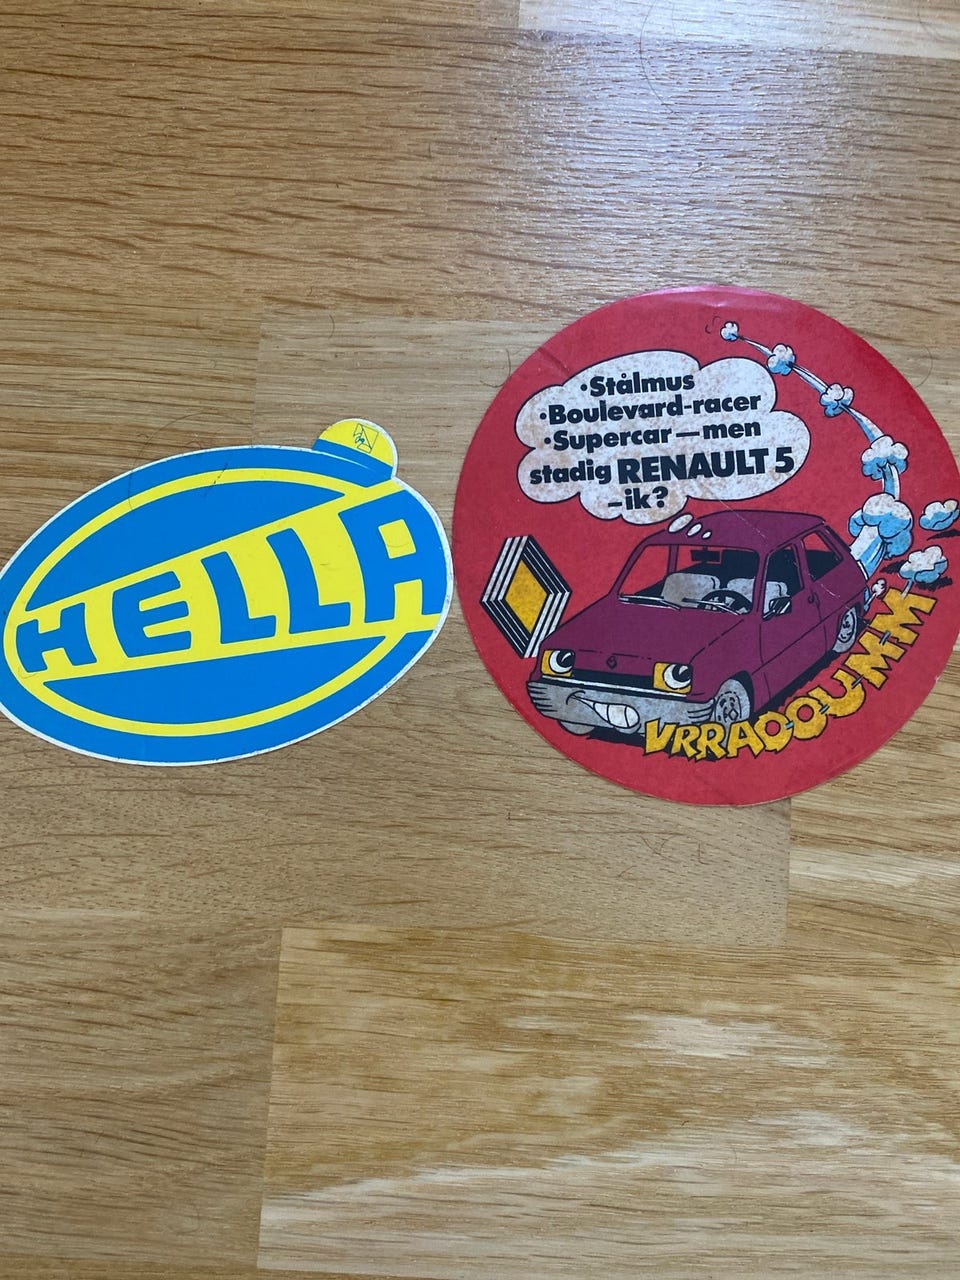 HELLA
•Stålmus
•Boulevard-racer
•Supercar—men
stadig RENAULT 5
–ik?
VRRAOOUMM